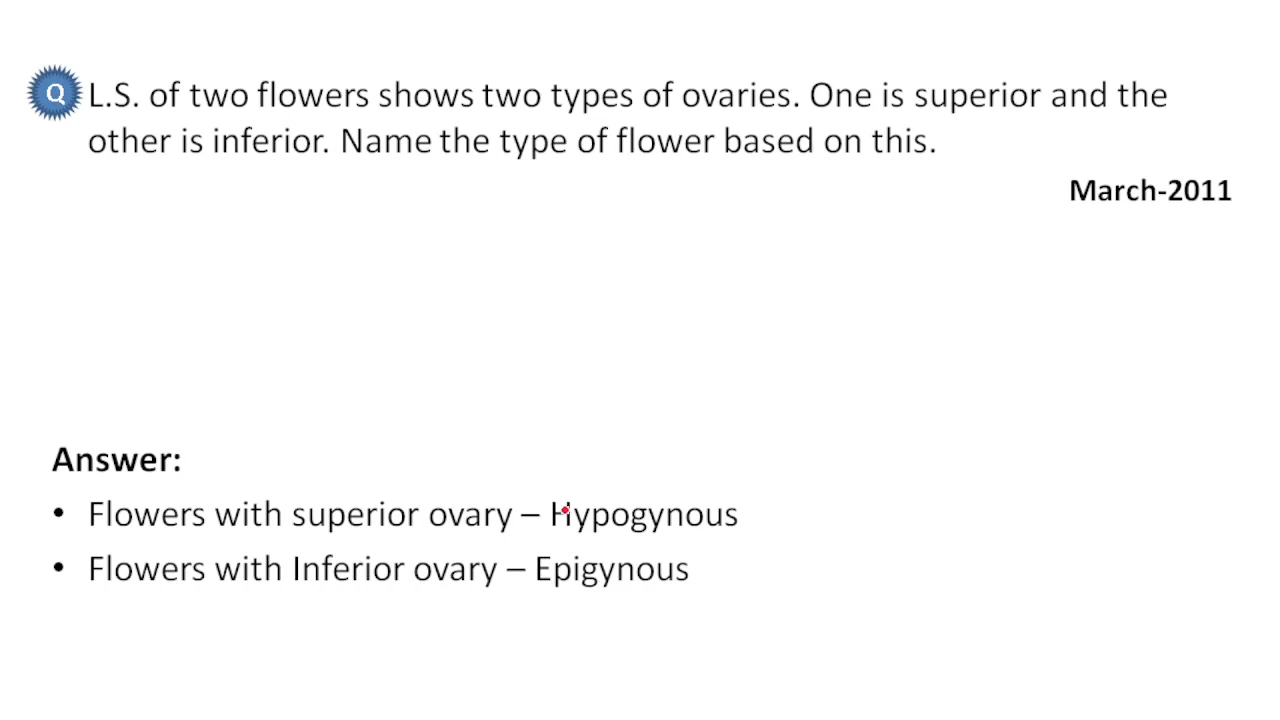 Q L.S. of two flowers shows two types of ovaries. One is superior and the
other is inferior. Name the type of flower based on this.
March-2011
Answer:
• Flowers with superior ovary – Hypogynous
• Flowers with Inferior ovary – Epigynous